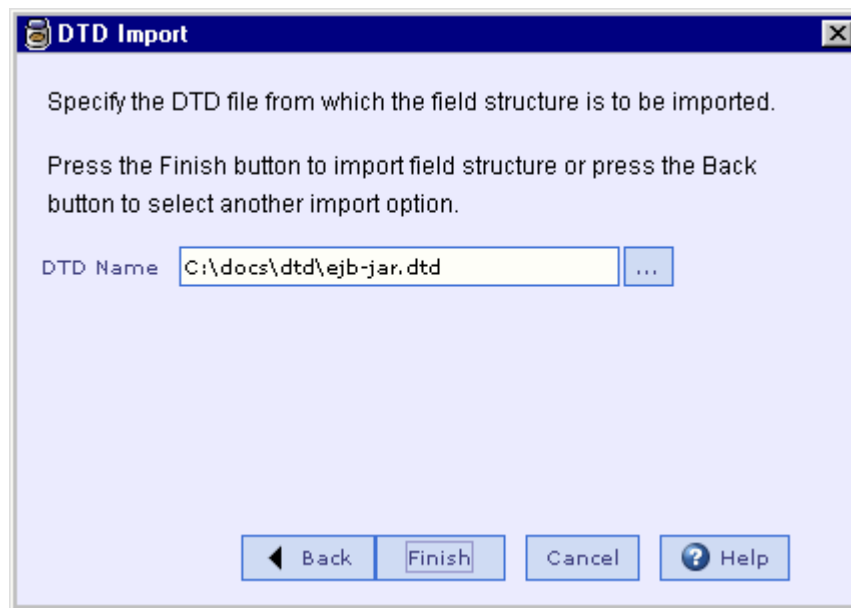 DTD Import
Specify the DTD file from which the field structure is to be imported.
Press the Finish button to import field structure or press the Back
button to select another import option.
DTD Name C:\docs\dtd\ejb-jar.dtd ...
Back Finish Cancel Help